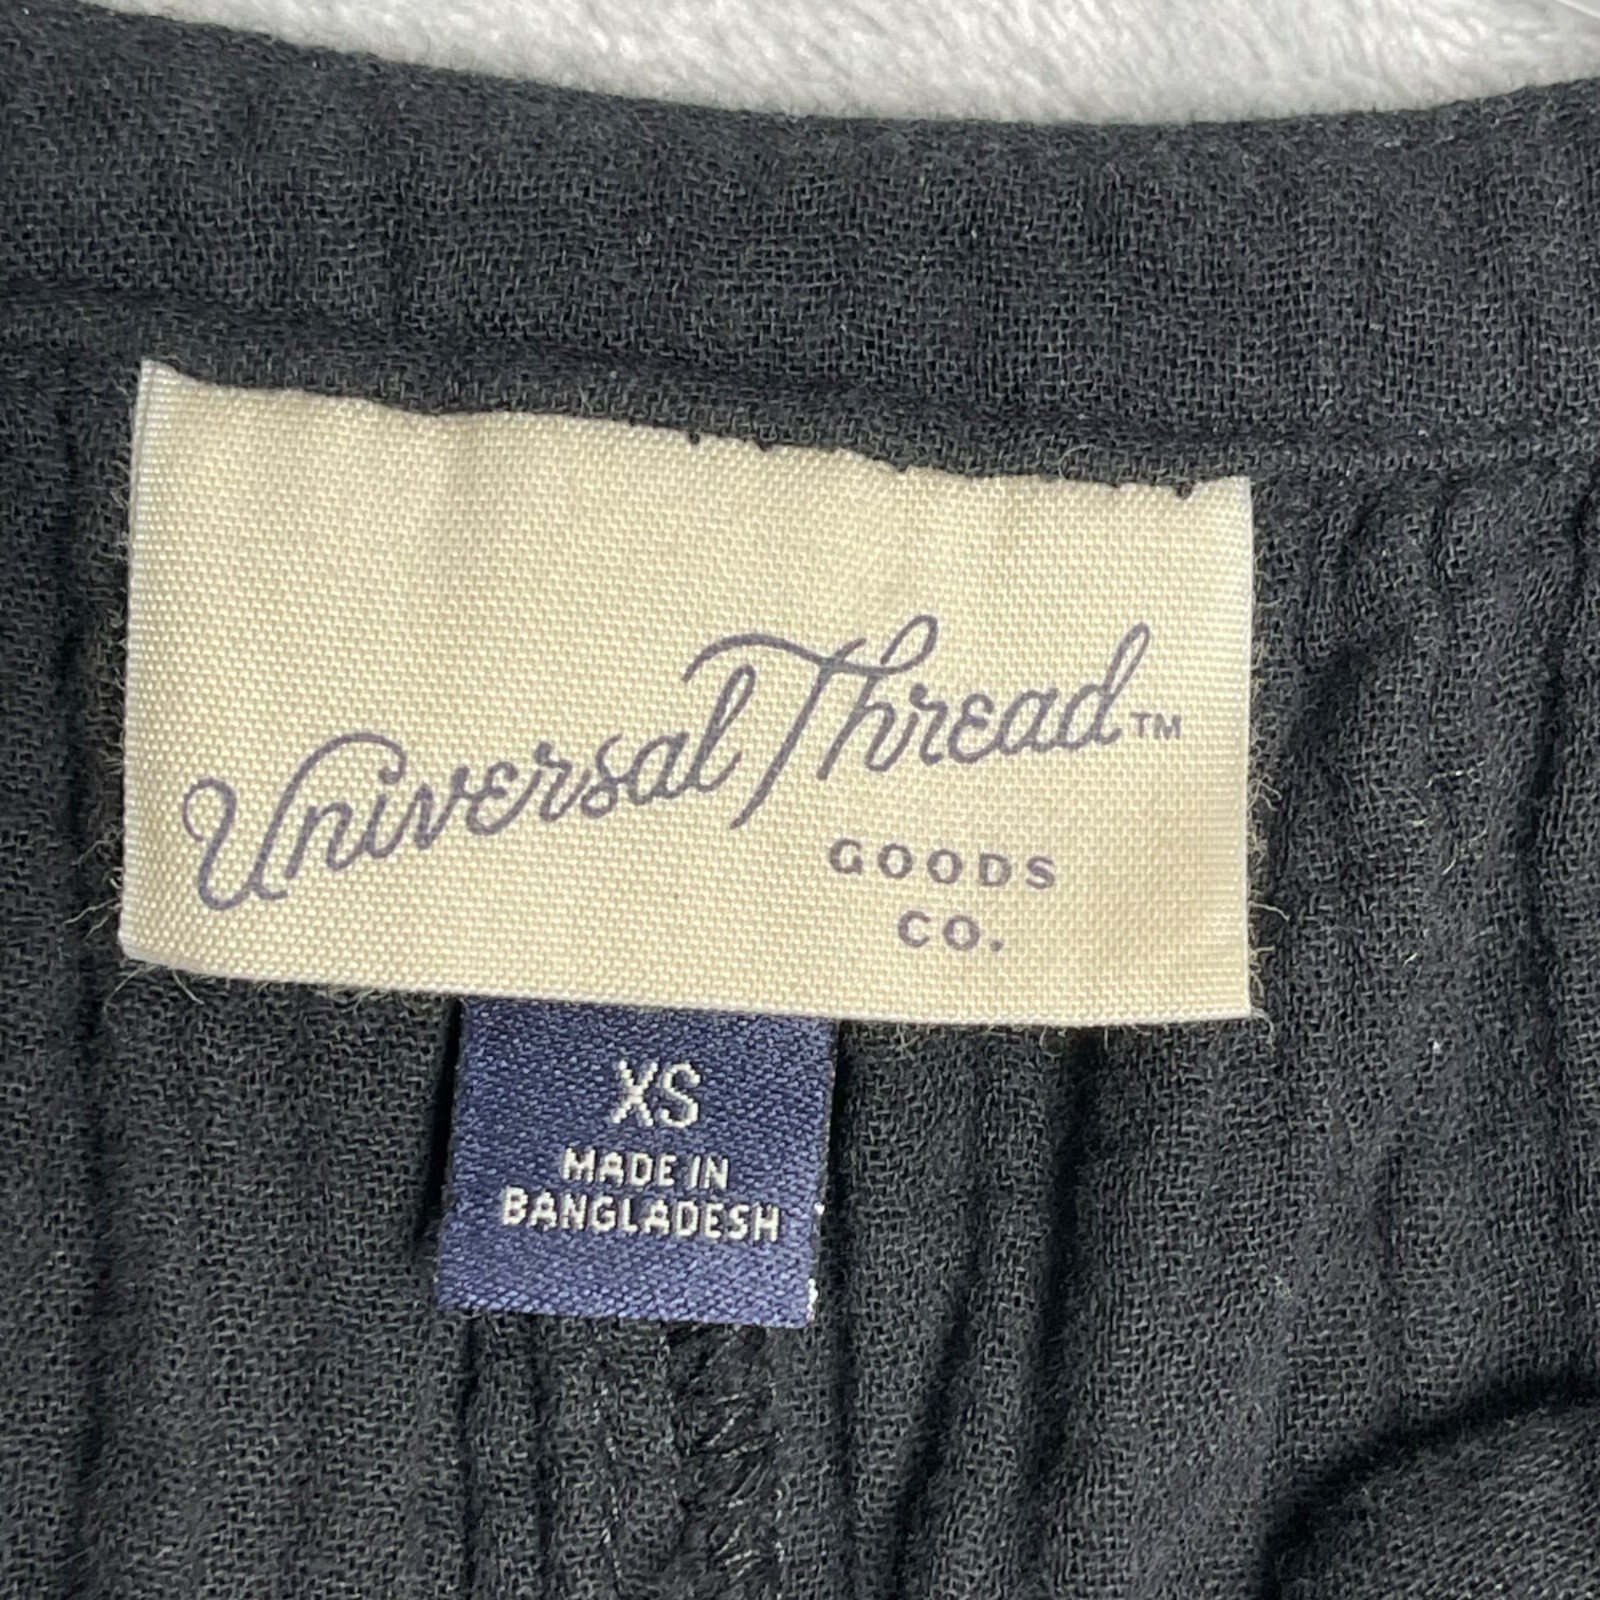 Universal Thread™
GOODS
CO.
XS
MADE IN
BANGLADESH